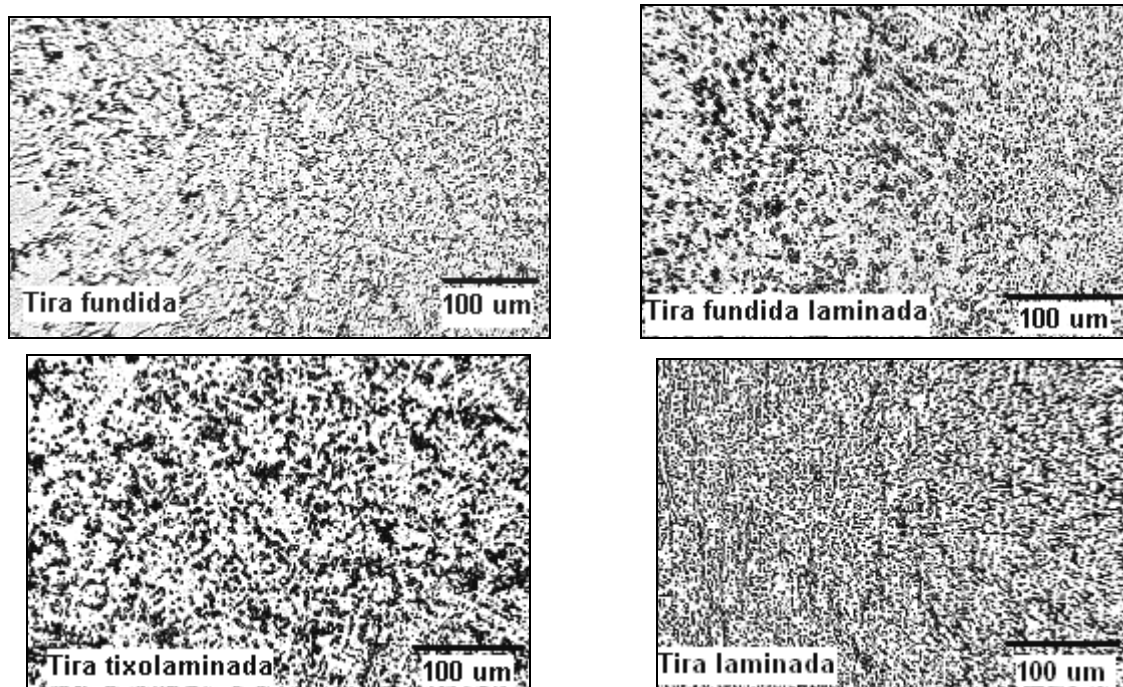 Tira fundida
100 um
Tira fundida laminada
100 um
Tira tixolaminada
100 um
Tira laminada
100 um